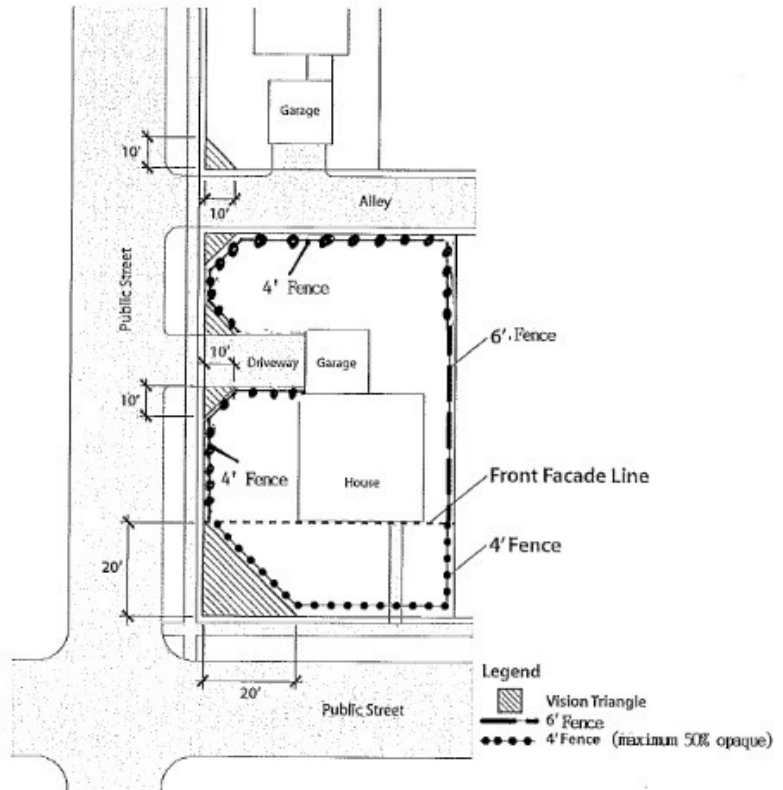 Garage
10'
10'
Alley
Public Street
4' Fence
6'.Fence
10'
Driveway
Garage
10'
4' Fence
House
Front Facade Line
4' Fence
20'
20'
Public Street
Legend
Vision Triangle
6' Fence
4' Fence (maximum 50% opaque)